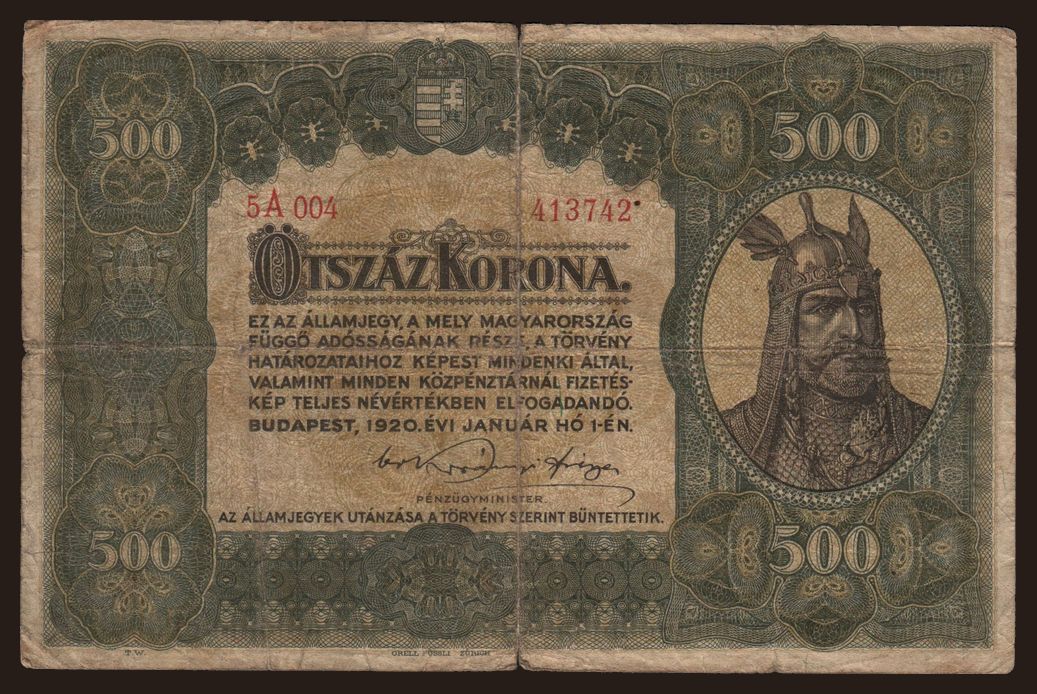 500
500
5A 004 413742
ÖTSZÁZ KORONA.
EZ AZ ÁLLAMJEGY, A MELY MAGYARORSZÁG
FÜGGŐ ADÓSSÁGÁNAK RÉSZE, A TÖRVÉNY
HATÁROZATAIHOZ KÉPEST MINDENKI ÁLTAL,
VALAMINT MINDEN KÖZPÉNZTÁRNÁL FIZETÉS-
KÉP TELJES NÉVÉRTÉKBEN ELFOGADANDÓ.
BUDAPEST, 1920. ÉVI JANUÁR HÓ 1-ÉN.
PÉNZÜGYMINISTER.
AZ ÁLLAMJEGYEK UTÁNZÁSA A TÖRVÉNY SZERINT BÜNTETTETIK.
500
500
T.W.
ORELL FÜSSLI ZÜRICH